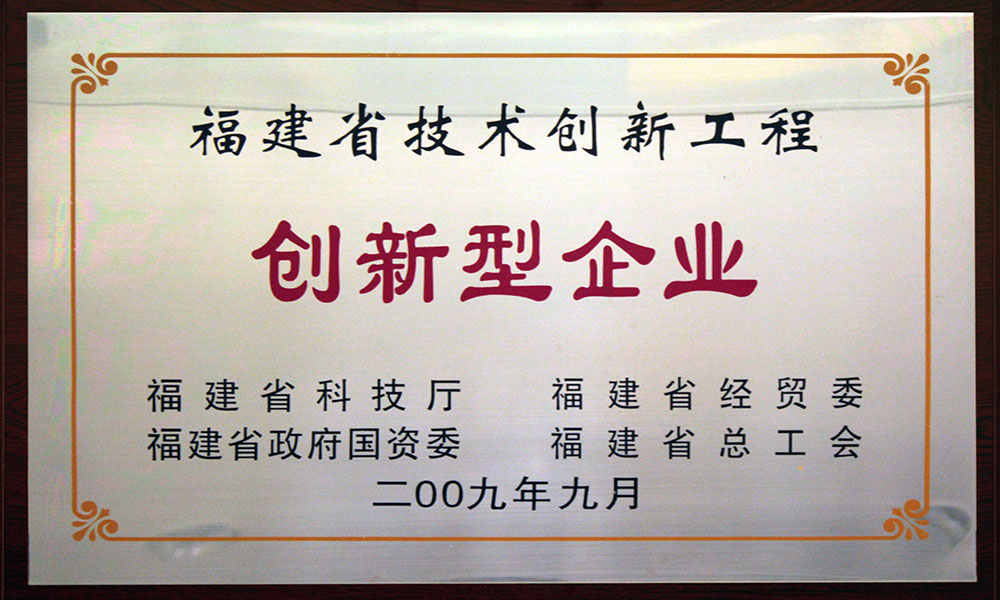 福建省技术创新工程
创新型企业
福建省科技厅 福建省经贸委
福建省政府国资委 福建省总工会
二00九年九月